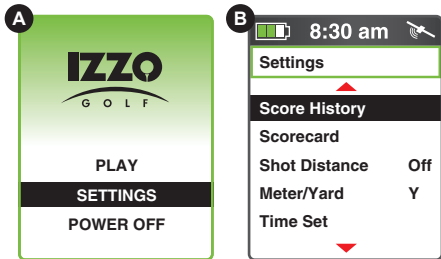 A
IZZO
GOLF
PLAY
SETTINGS
POWER OFF
B
8:30 am
Settings
Score History
Scorecard
Shot Distance Off
Meter/Yard Y
Time Set